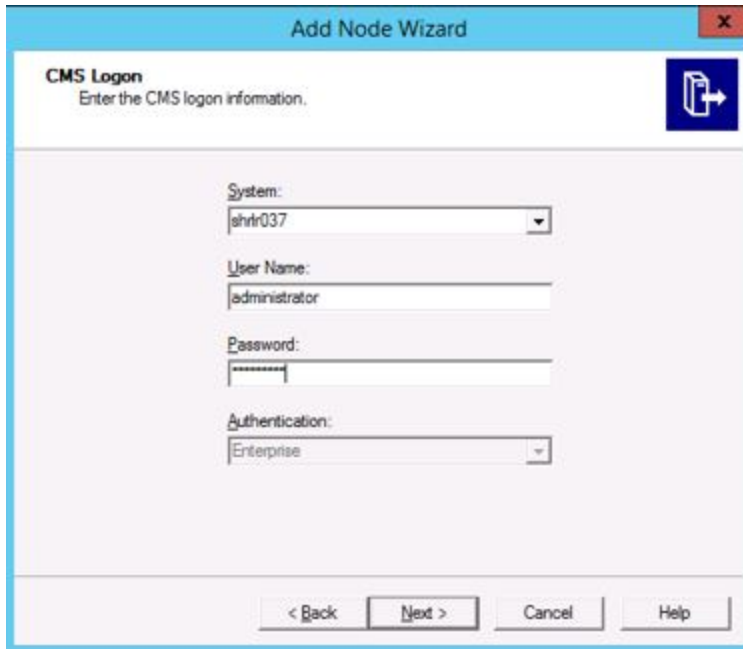 Add Node Wizard
x
CMS Logon
Enter the CMS logon information.
System:
shrlr037
User Name:
administrator
Password:
*********
Authentication:
Enterprise
< Back
Next >
Cancel
Help